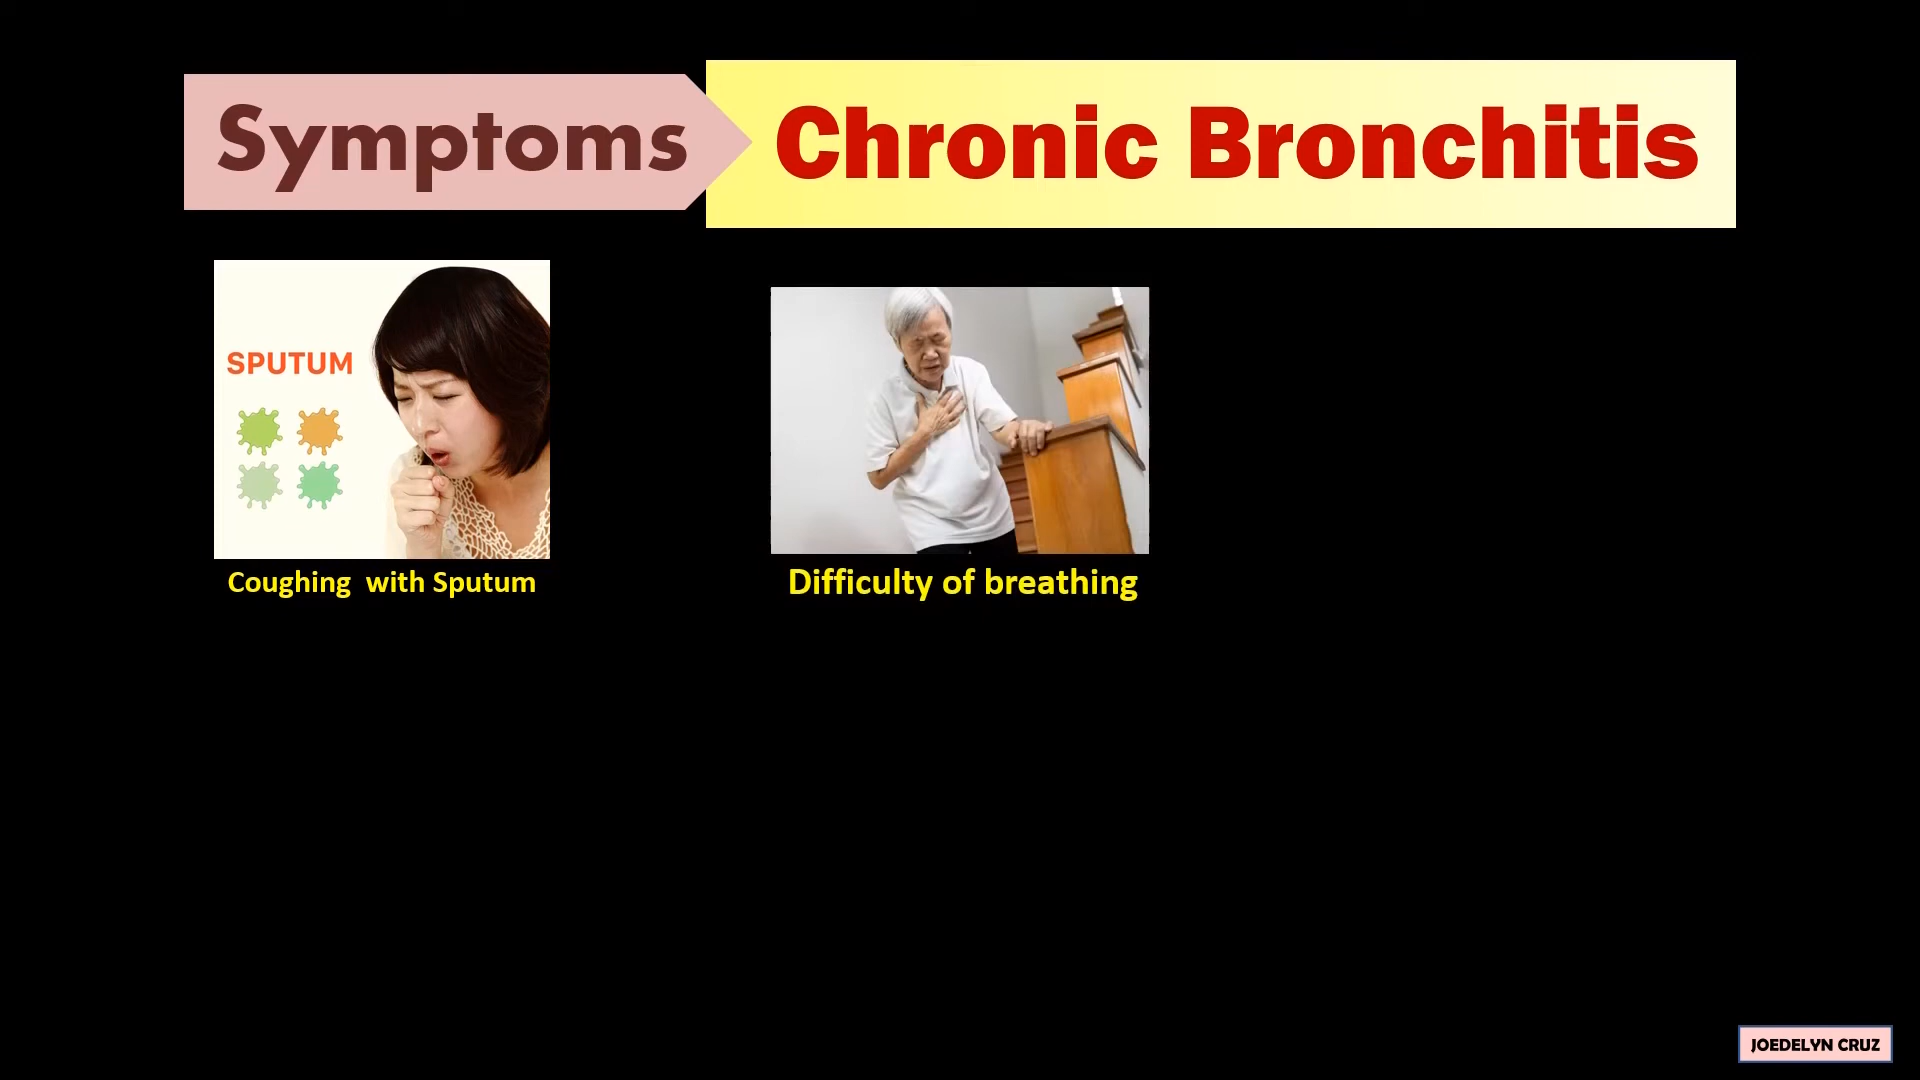 Symptoms
Chronic Bronchitis
SPUTUM
Coughing  with Sputum
Difficulty of breathing
JOEDELYN CRUZ